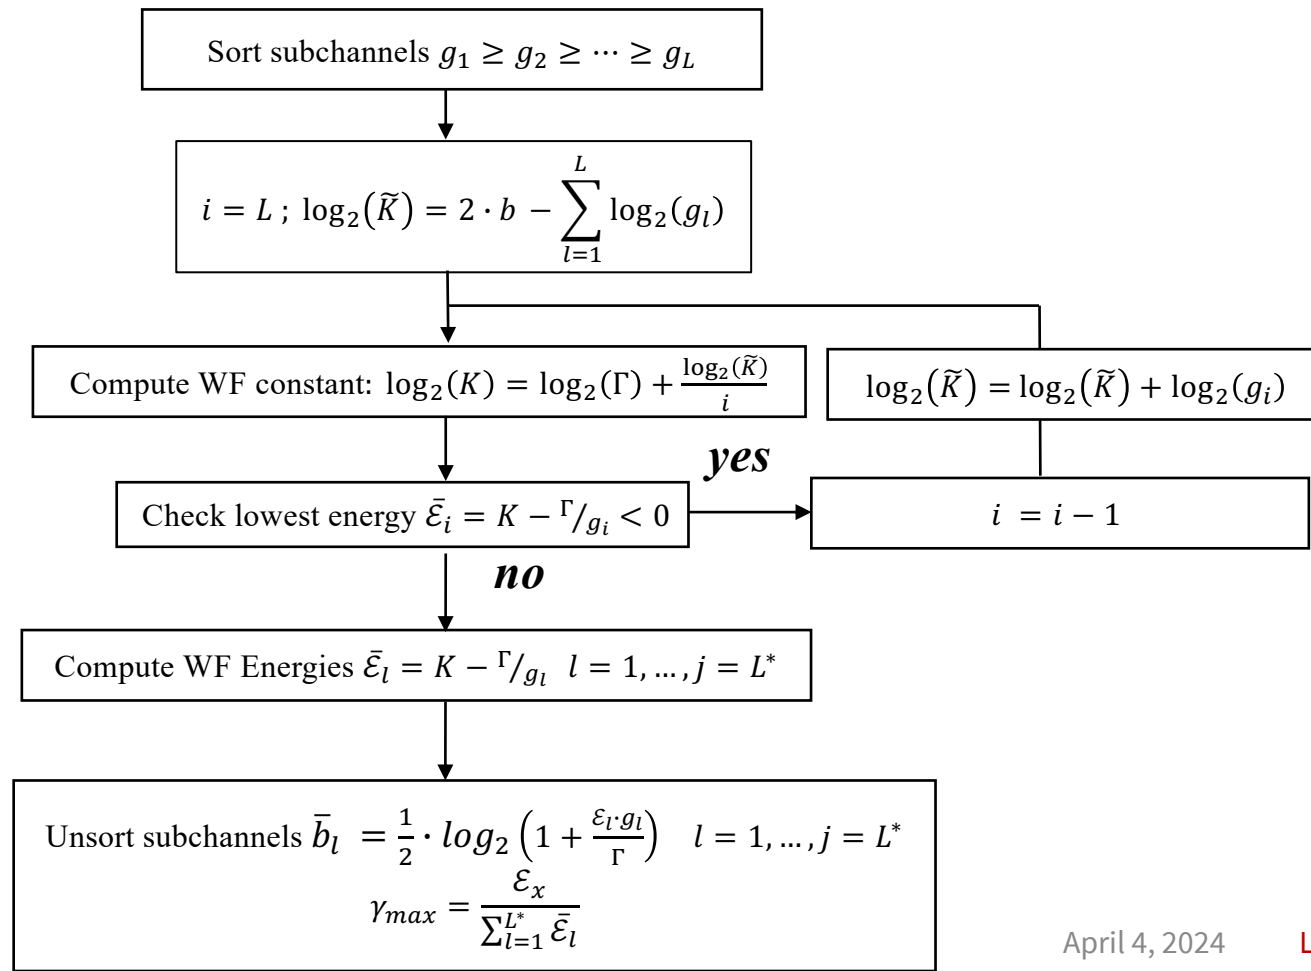 Sort subchannels g₁ ≥ g₂ ≥ ⋯ ≥ g_L
i = L ; log₂(K̃) = 2 · b − ∑_{l=1}^{L} log₂(g_l)
Compute WF constant: log₂(K) = log₂(Γ) + log₂(K̃)/i
log₂(K̃) = log₂(K̃) + log₂(g_i)
yes
Check lowest energy ℰ̄_i = K − Γ/g_i < 0
i = i − 1
no
Compute WF Energies ℰ̄_l = K − Γ/g_l l = 1, … , j = L*
Unsort subchannels b̄_l = 1/2 · log₂(1 + ℰ_l·g_l/Γ) l = 1, … , j = L*
γ_max = ℰ_x / ∑_{l=1}^{L*} ℰ̄_l
April 4, 2024 L